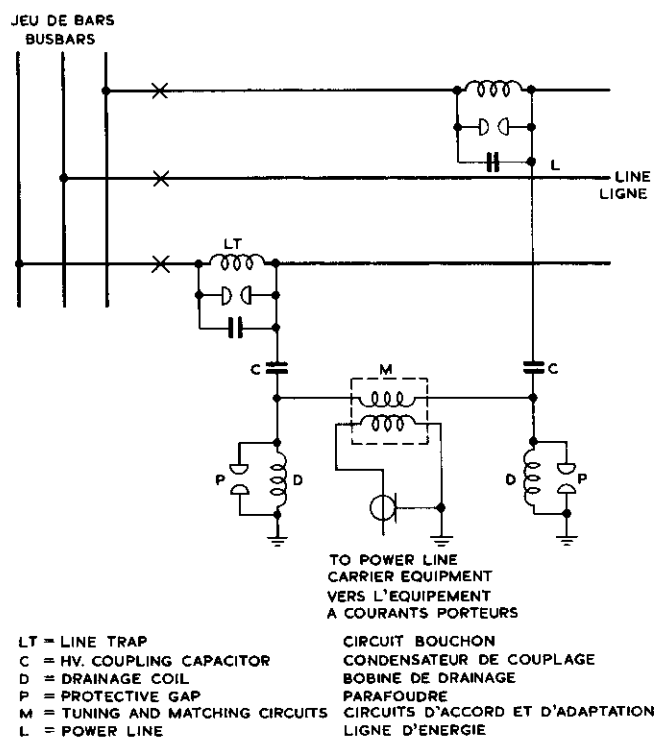 JEU DE BARS
BUSBARS
L
LINE
LIGNE
LT
C
M
C
P
D
D
P
TO POWER LINE
CARRIER EQUIPMENT
VERS L'EQUIPEMENT
A COURANTS PORTEURS
LT = LINE TRAP CIRCUIT BOUCHON
C = HV. COUPLING CAPACITOR CONDENSATEUR DE COUPLAGE
D = DRAINAGE COIL BOBINE DE DRAINAGE
P = PROTECTIVE GAP PARAFOUDRE
M = TUNING AND MATCHING CIRCUITS CIRCUITS D'ACCORD ET D'ADAPTATION
L = POWER LINE LIGNE D'ENERGIE